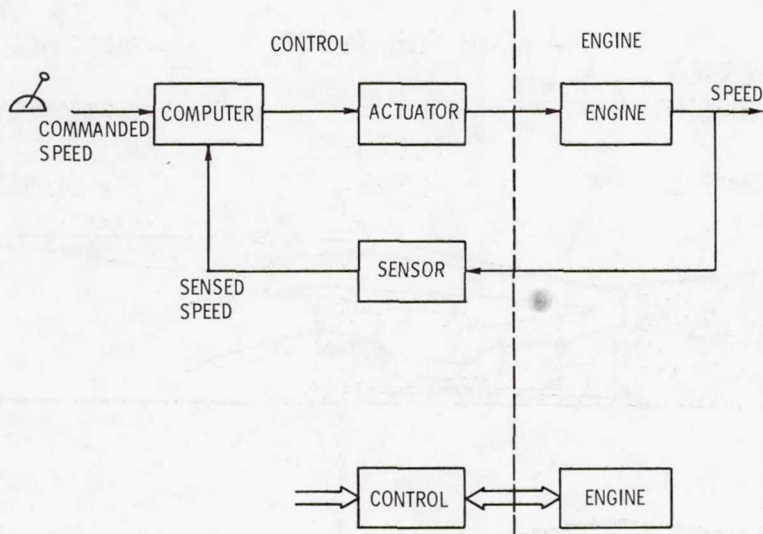 CONTROL
ENGINE
COMMANDED
SPEED
COMPUTER
ACTUATOR
ENGINE
SPEED
SENSED
SPEED
SENSOR
CONTROL
ENGINE